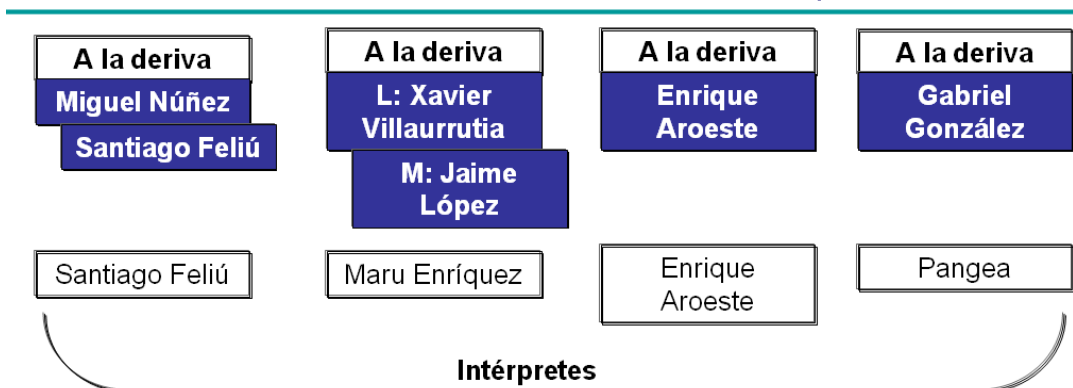 A la deriva
Miguel Núñez
Santiago Feliú
A la deriva
L: Xavier
Villaurrutia
M: Jaime
López
A la deriva
Enrique
Aroeste
A la deriva
Gabriel
González
Santiago Feliú
Maru Enríquez
Enrique
Aroeste
Pangea
Intérpretes